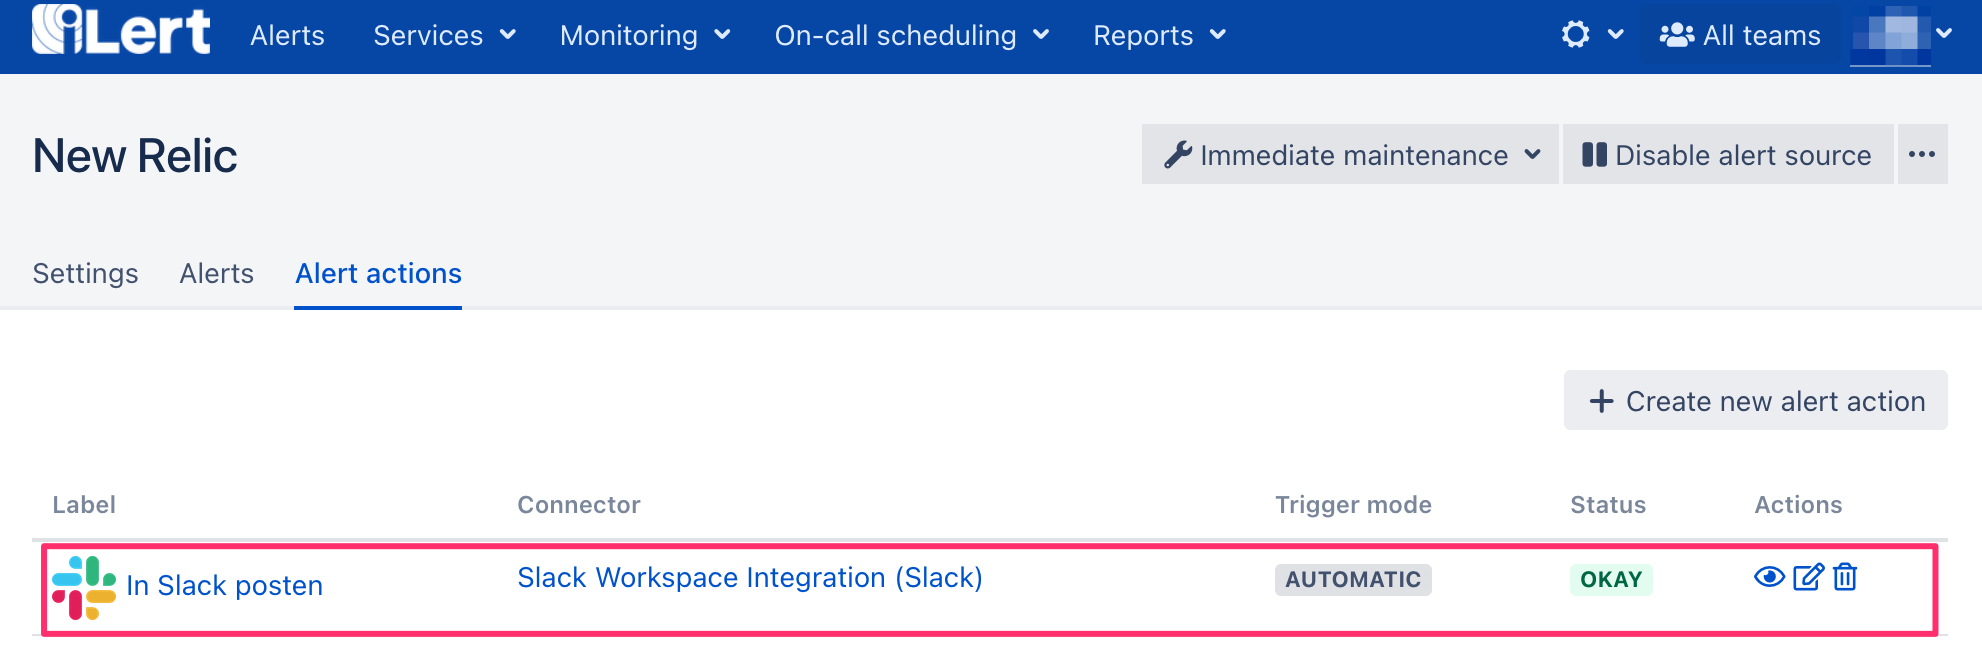 iLert Alerts Services Monitoring On-call scheduling Reports All teams
New Relic Immediate maintenance Disable alert source
Settings Alerts Alert actions
Create new alert action
Label Connector Trigger mode Status Actions
In Slack posten Slack Workspace Integration (Slack) AUTOMATIC OKAY